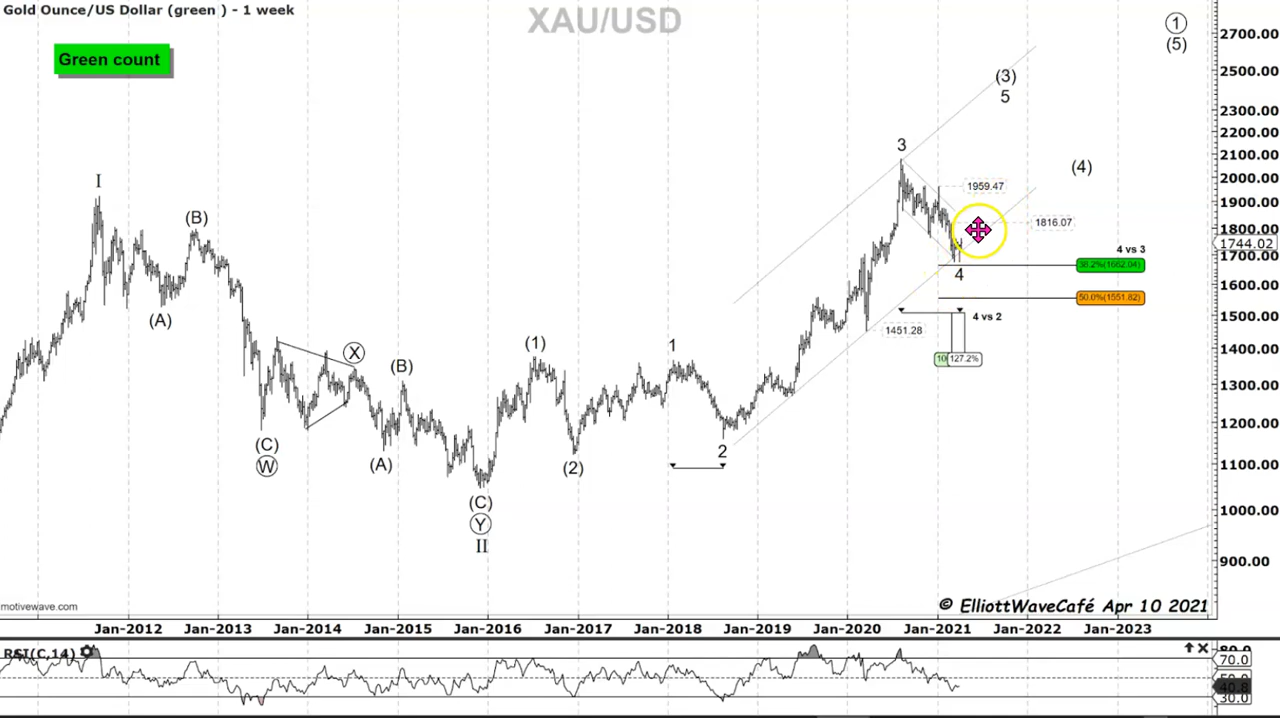 Gold Ounce/US Dollar (green ) - 1 week
XAU/USD
Green count
1
(5)
2700.00
2500.00
2300.00
2200.00
2100.00
2000.00
1900.00
1800.00
1744.02
1700.00
1600.00
1500.00
1400.00
1300.00
1200.00
1100.00
1000.00
900.00
(3)
5
3
(4)
I
1959.47
(B)
1816.07
4 vs 3
38.2%(1662.04)
4
50.0%(1551.82)
(A)
4 vs 2
1451.28
(1)
1
X
127.2%
(B)
(C)
W
(A)
(2)
2
(C)
Y
II
motivewave.com
© ElliottWaveCafé Apr 10 2021
Jan-2012 Jan-2013 Jan-2014 Jan-2015 Jan-2016 Jan-2017 Jan-2018 Jan-2019 Jan-2020 Jan-2021 Jan-2022 Jan-2023
RSI(C,14)
70.0
40.8
30.0